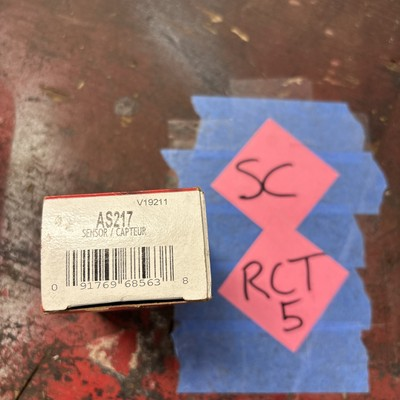 V19211
AS217
SENSOR / CAPTEUR
0 91769 68563 8
SC
RCT
5